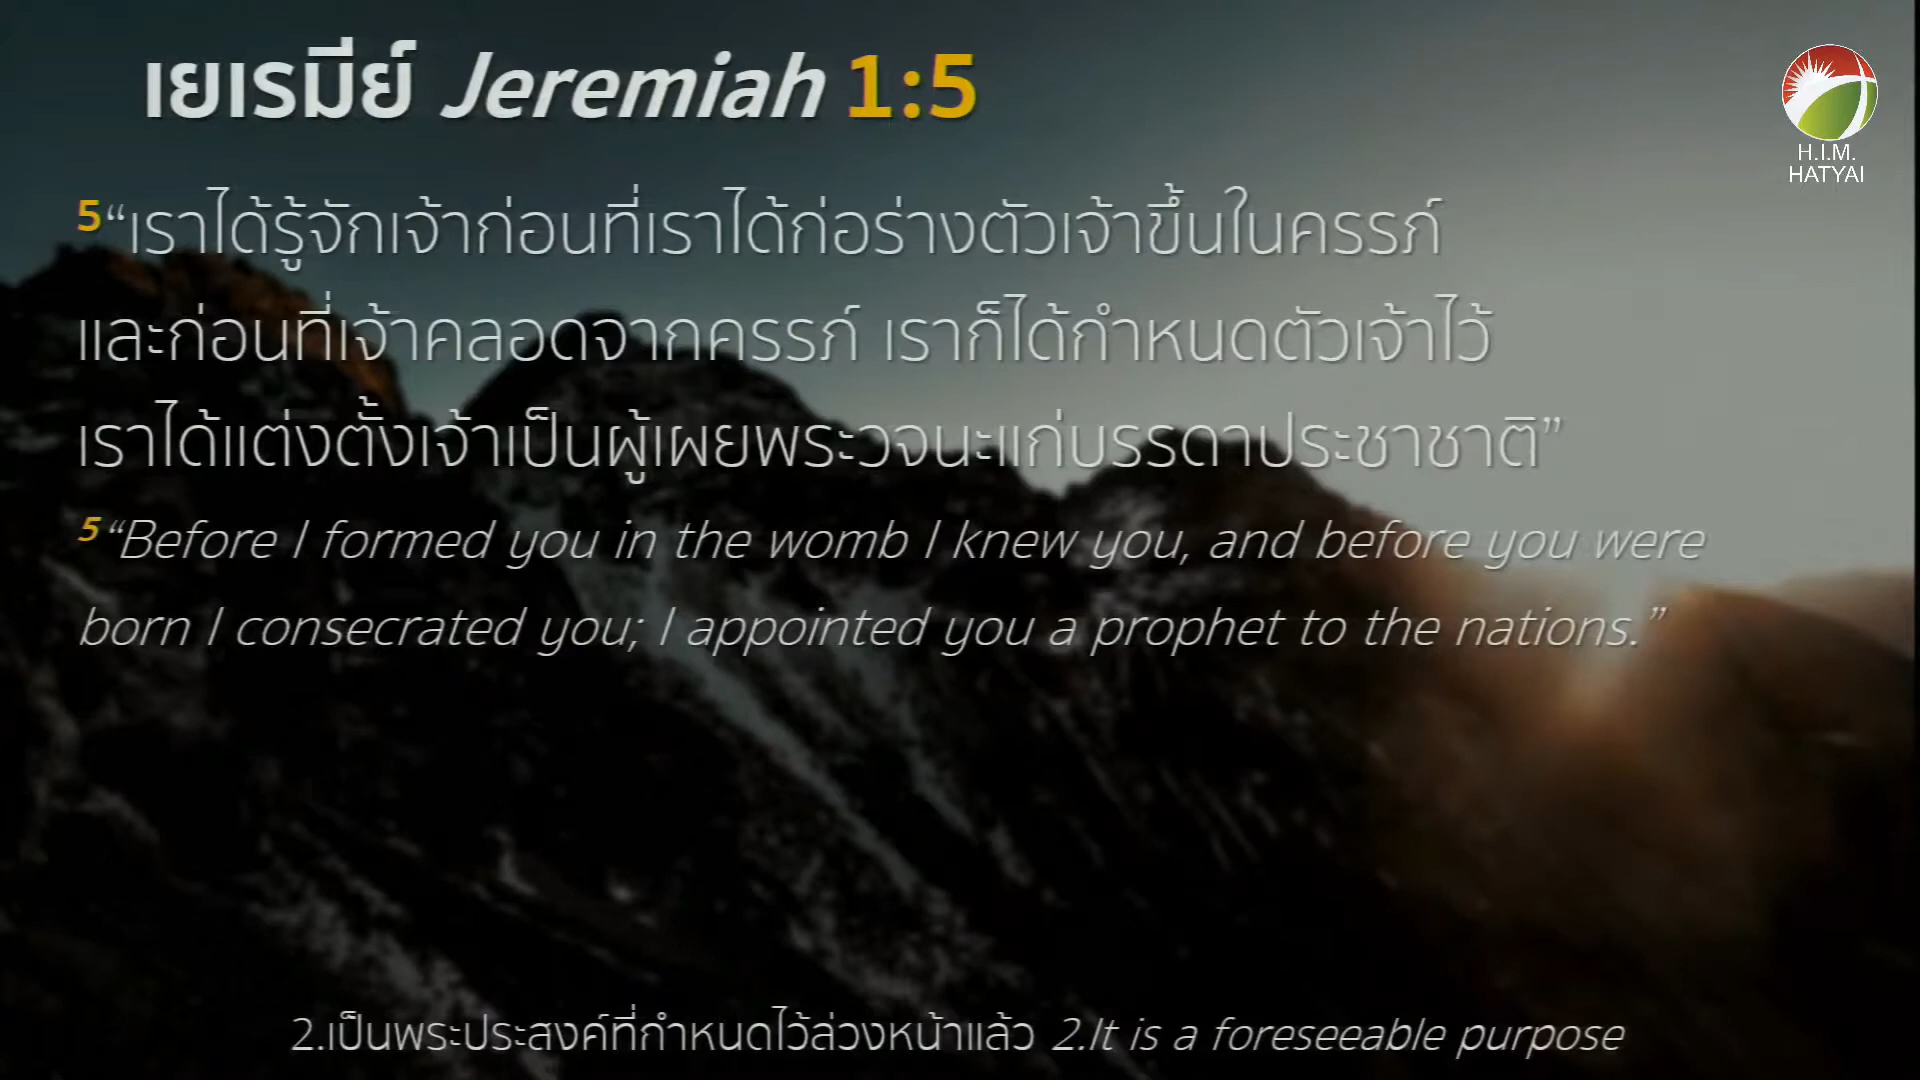 เยเรมีย์ Jeremiah 1:5
H.I.M.
HATYAI
5“เราได้รู้จักเจ้าก่อนที่เราได้ก่อร่างตัวเจ้าขึ้นในครรภ์
และก่อนที่เจ้าคลอดจากครรภ์ เราก็ได้กำหนดตัวเจ้าไว้
เราได้แต่งตั้งเจ้าเป็นผู้เผยพระวจนะแก่บรรดาประชาชาติ”
5“Before I formed you in the womb I knew you, and before you were
born I consecrated you; I appointed you a prophet to the nations.”
2.เป็นพระประสงค์ที่กำหนดไว้ล่วงหน้าแล้ว 2.It is a foreseeable purpose